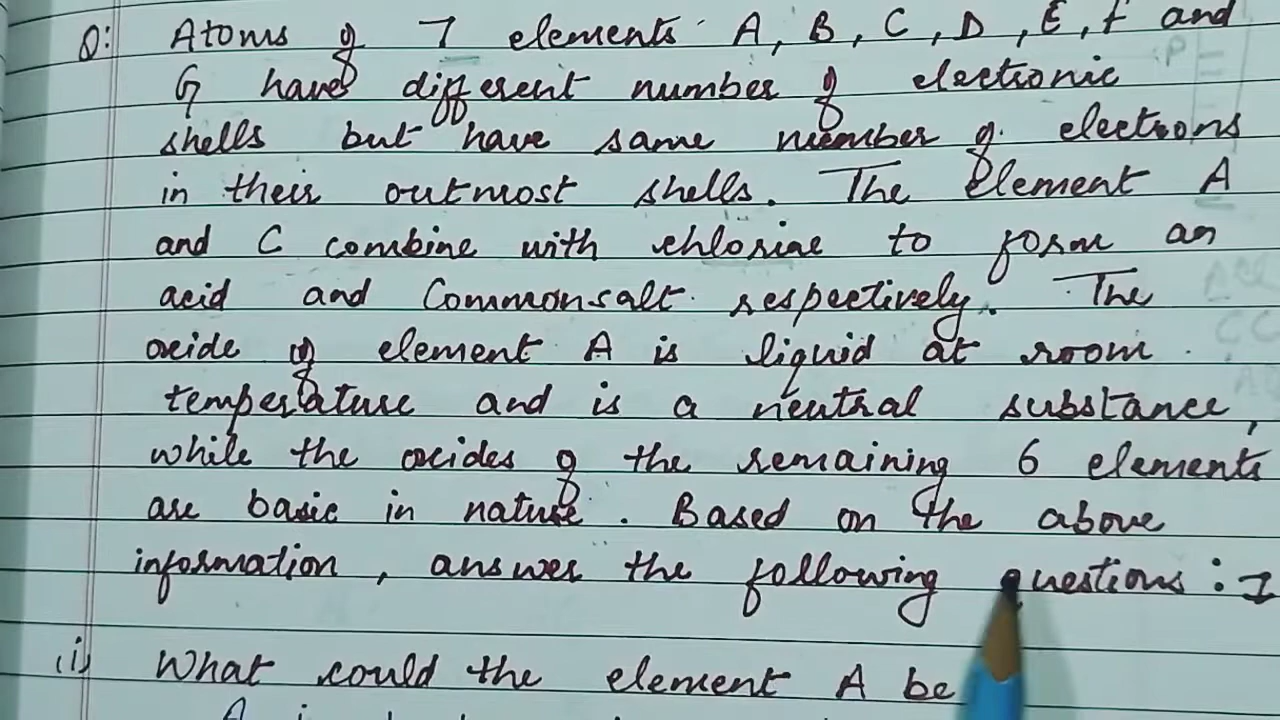 Q: Atoms of 7 elements A, B, C, D, E, F and
G have different number of electronic
shells but have same number of electrons
in their outmost shells. The element A
and C combine with chlorine to form an
acid and Commonsalt respectively. The
oxide of element A is liquid at room
temperature and is a neutral substance,
while the oxides of the remaining 6 elements
are basic in nature. Based on the above
information, answer the following questions :-
(i) What could the element A be
A is